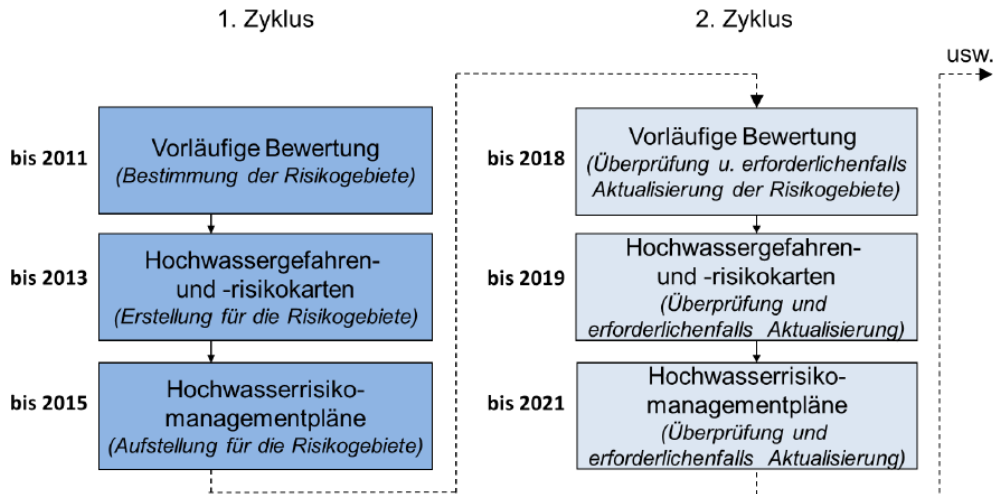 1. Zyklus
bis 2011
Vorläufige Bewertung
(Bestimmung der Risikogebiete)
bis 2013
Hochwassergefahren-
und -risikokarten
(Erstellung für die Risikogebiete)
bis 2015
Hochwasserrisiko-
managementpläne
(Aufstellung für die Risikogebiete)
2. Zyklus
usw.
bis 2018
Vorläufige Bewertung
(Überprüfung u. erforderlichenfalls
Aktualisierung der Risikogebiete)
bis 2019
Hochwassergefahren-
und -risikokarten
(Überprüfung und
erforderlichenfalls Aktualisierung)
bis 2021
Hochwasserrisiko-
managementpläne
(Überprüfung und
erforderlichenfalls Aktualisierung)